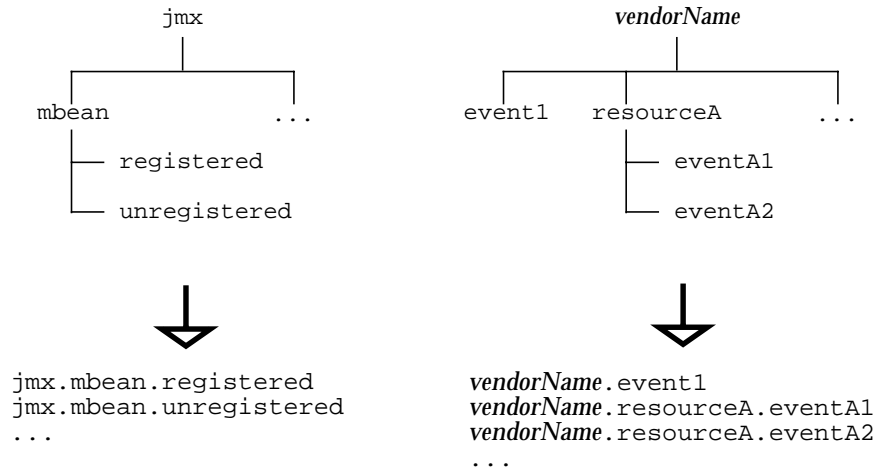 jmx
mbean ...
registered
unregistered
jmx.mbean.registered
jmx.mbean.unregistered
...
vendorName
event1 resourceA ...
eventA1
eventA2
vendorName.event1
vendorName.resourceA.eventA1
vendorName.resourceA.eventA2
...